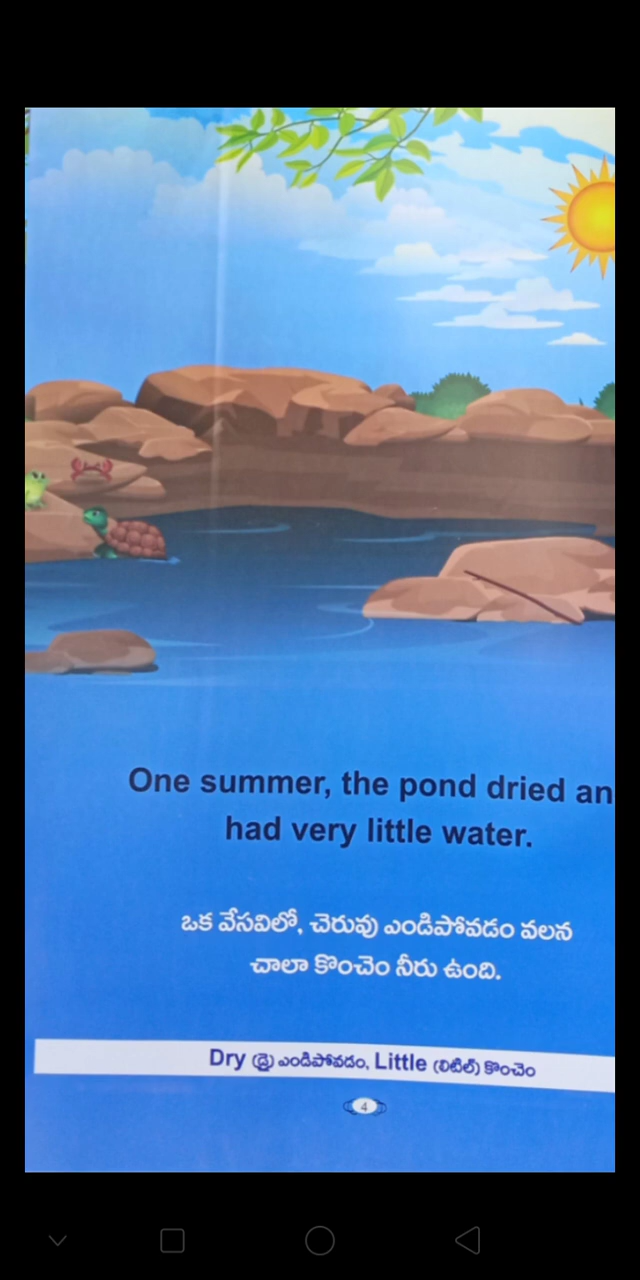 One summer, the pond dried an
had very little water.
ఒక వేసవిలో, చెరువు ఎండిపోవడం వలన
చాలా కొంచెం నీరు ఉంది.
Dry (డ్రై) ఎండిపోవడం, Little (లిటిల్) కొంచెం
4